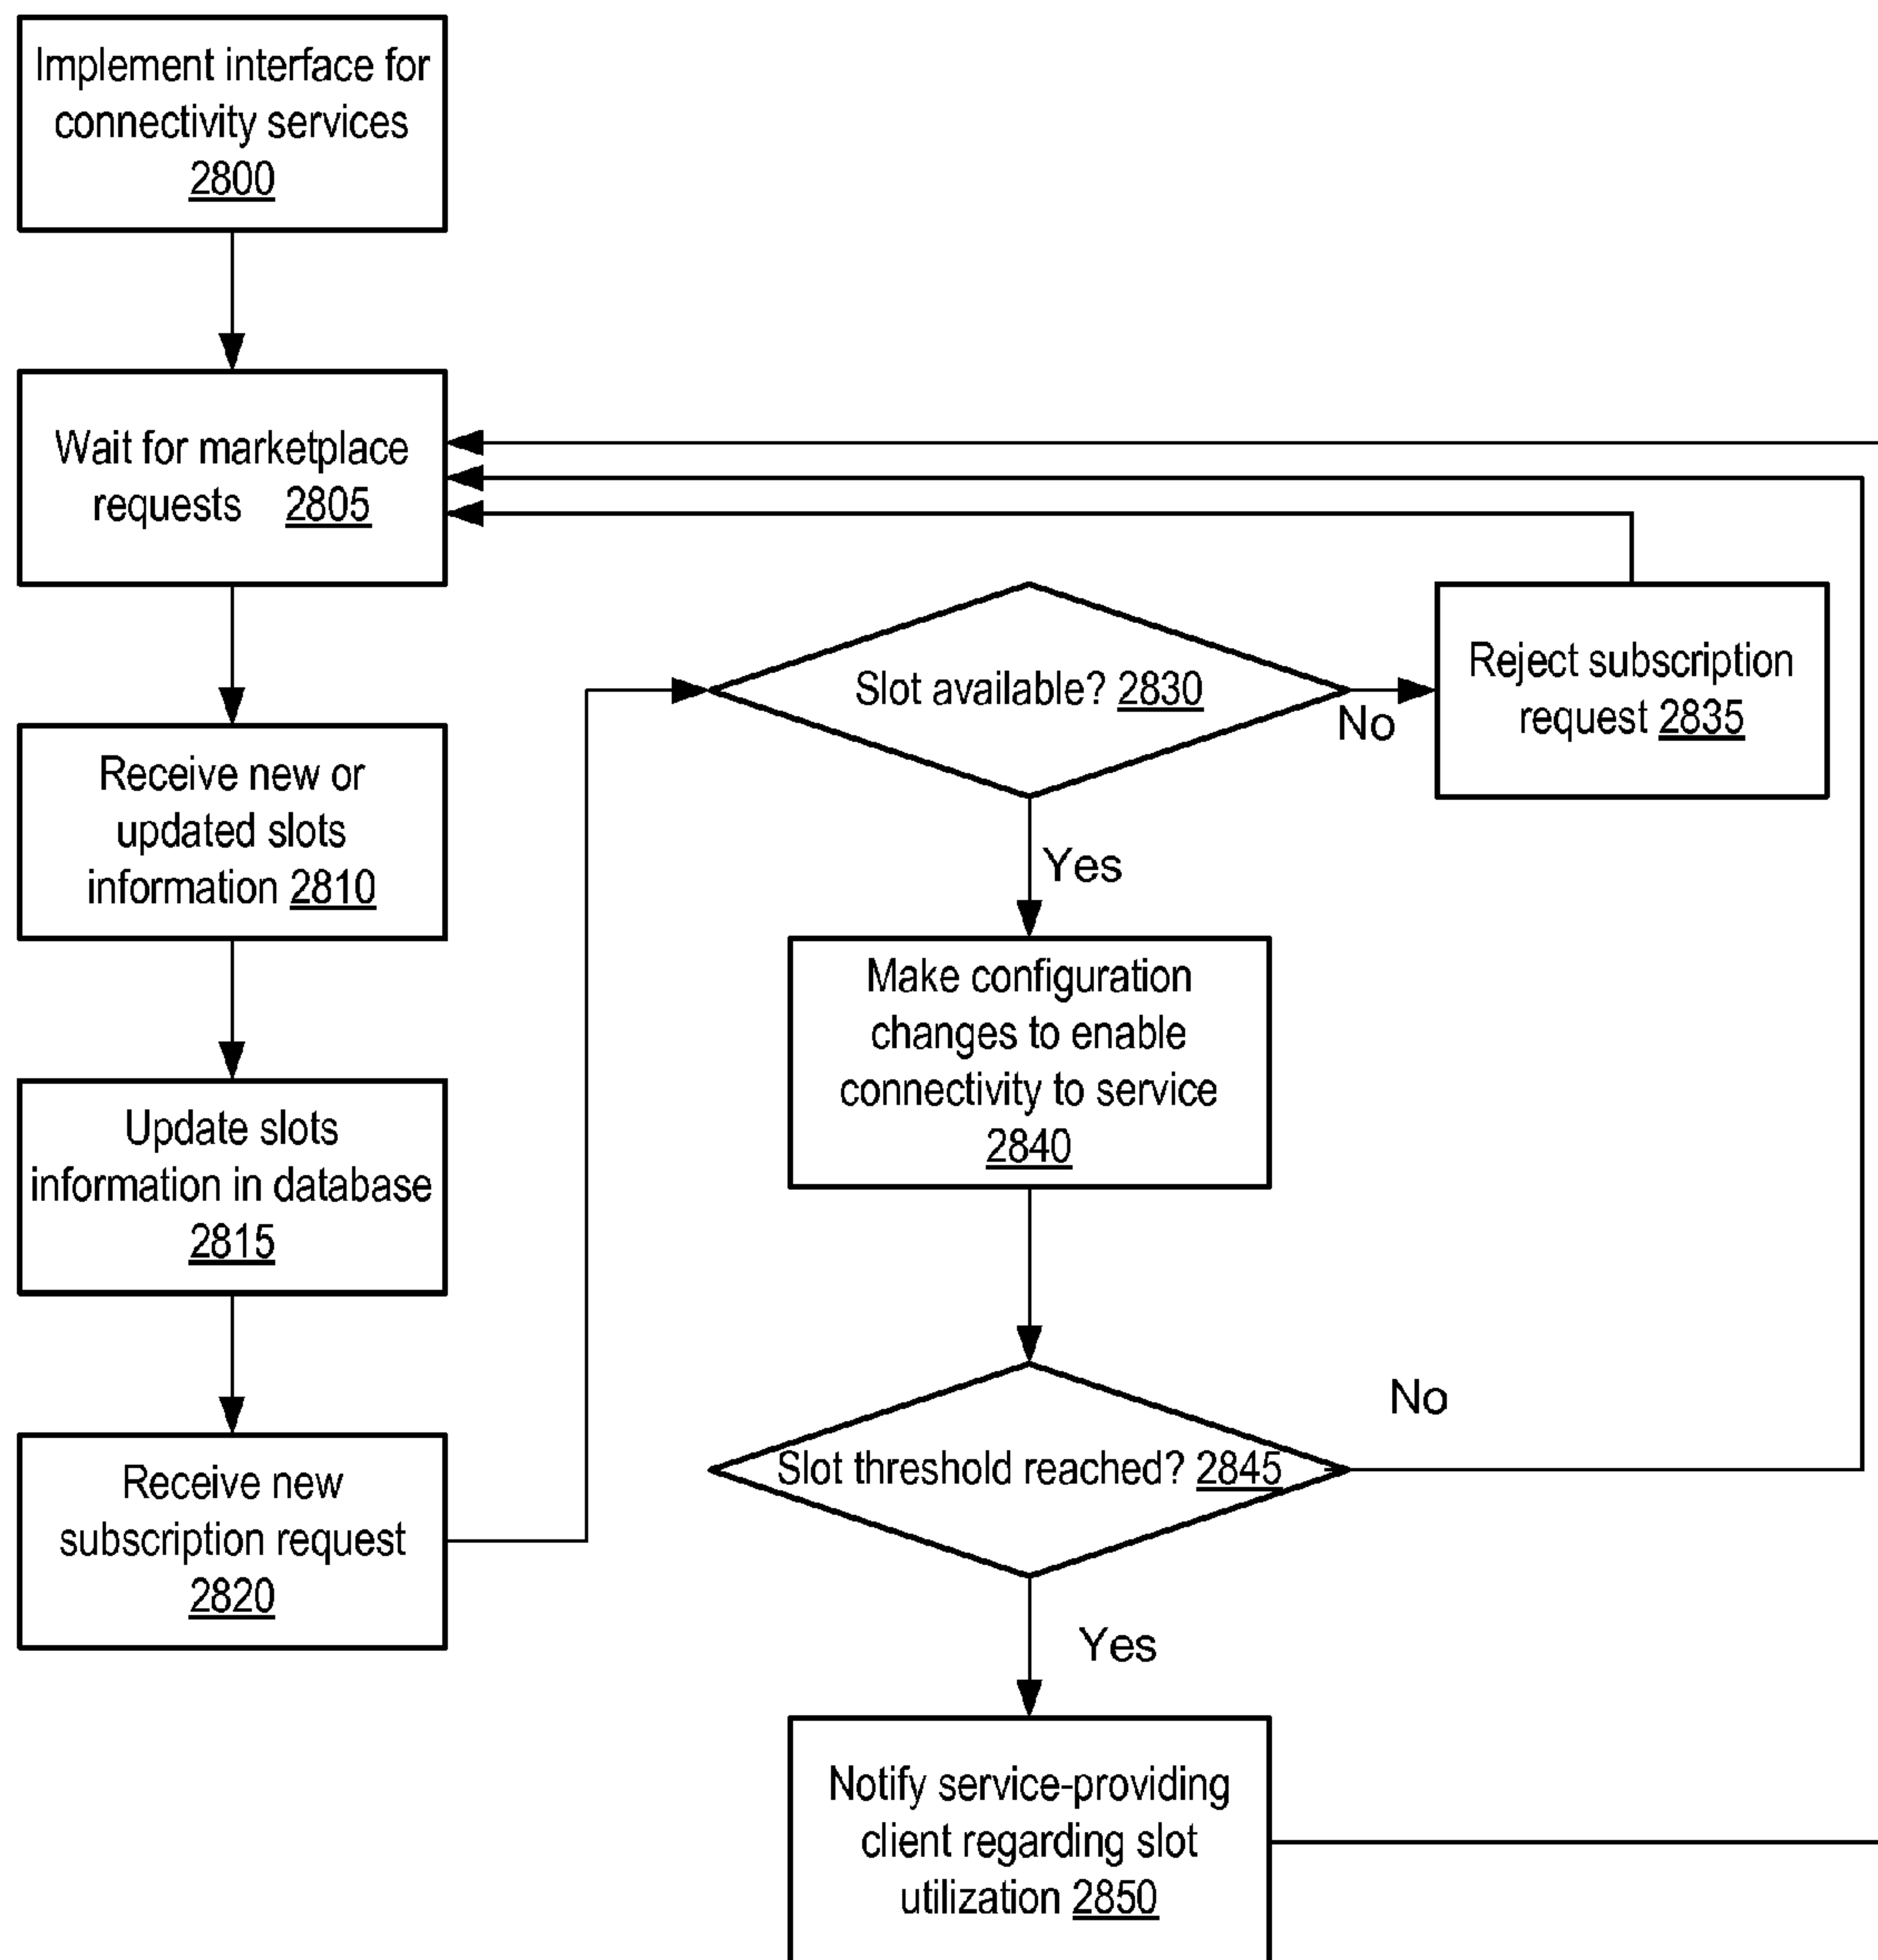 Implement interface for
connectivity services
2800
Wait for marketplace
requests 2805
Receive new or
updated slots
information 2810
Update slots
information in database
2815
Receive new
subscription request
2820
Slot available? 2830
No
Reject subscription
request 2835
Yes
Make configuration
changes to enable
connectivity to service
2840
Slot threshold reached? 2845
No
Yes
Notify service-providing
client regarding slot
utilization 2850